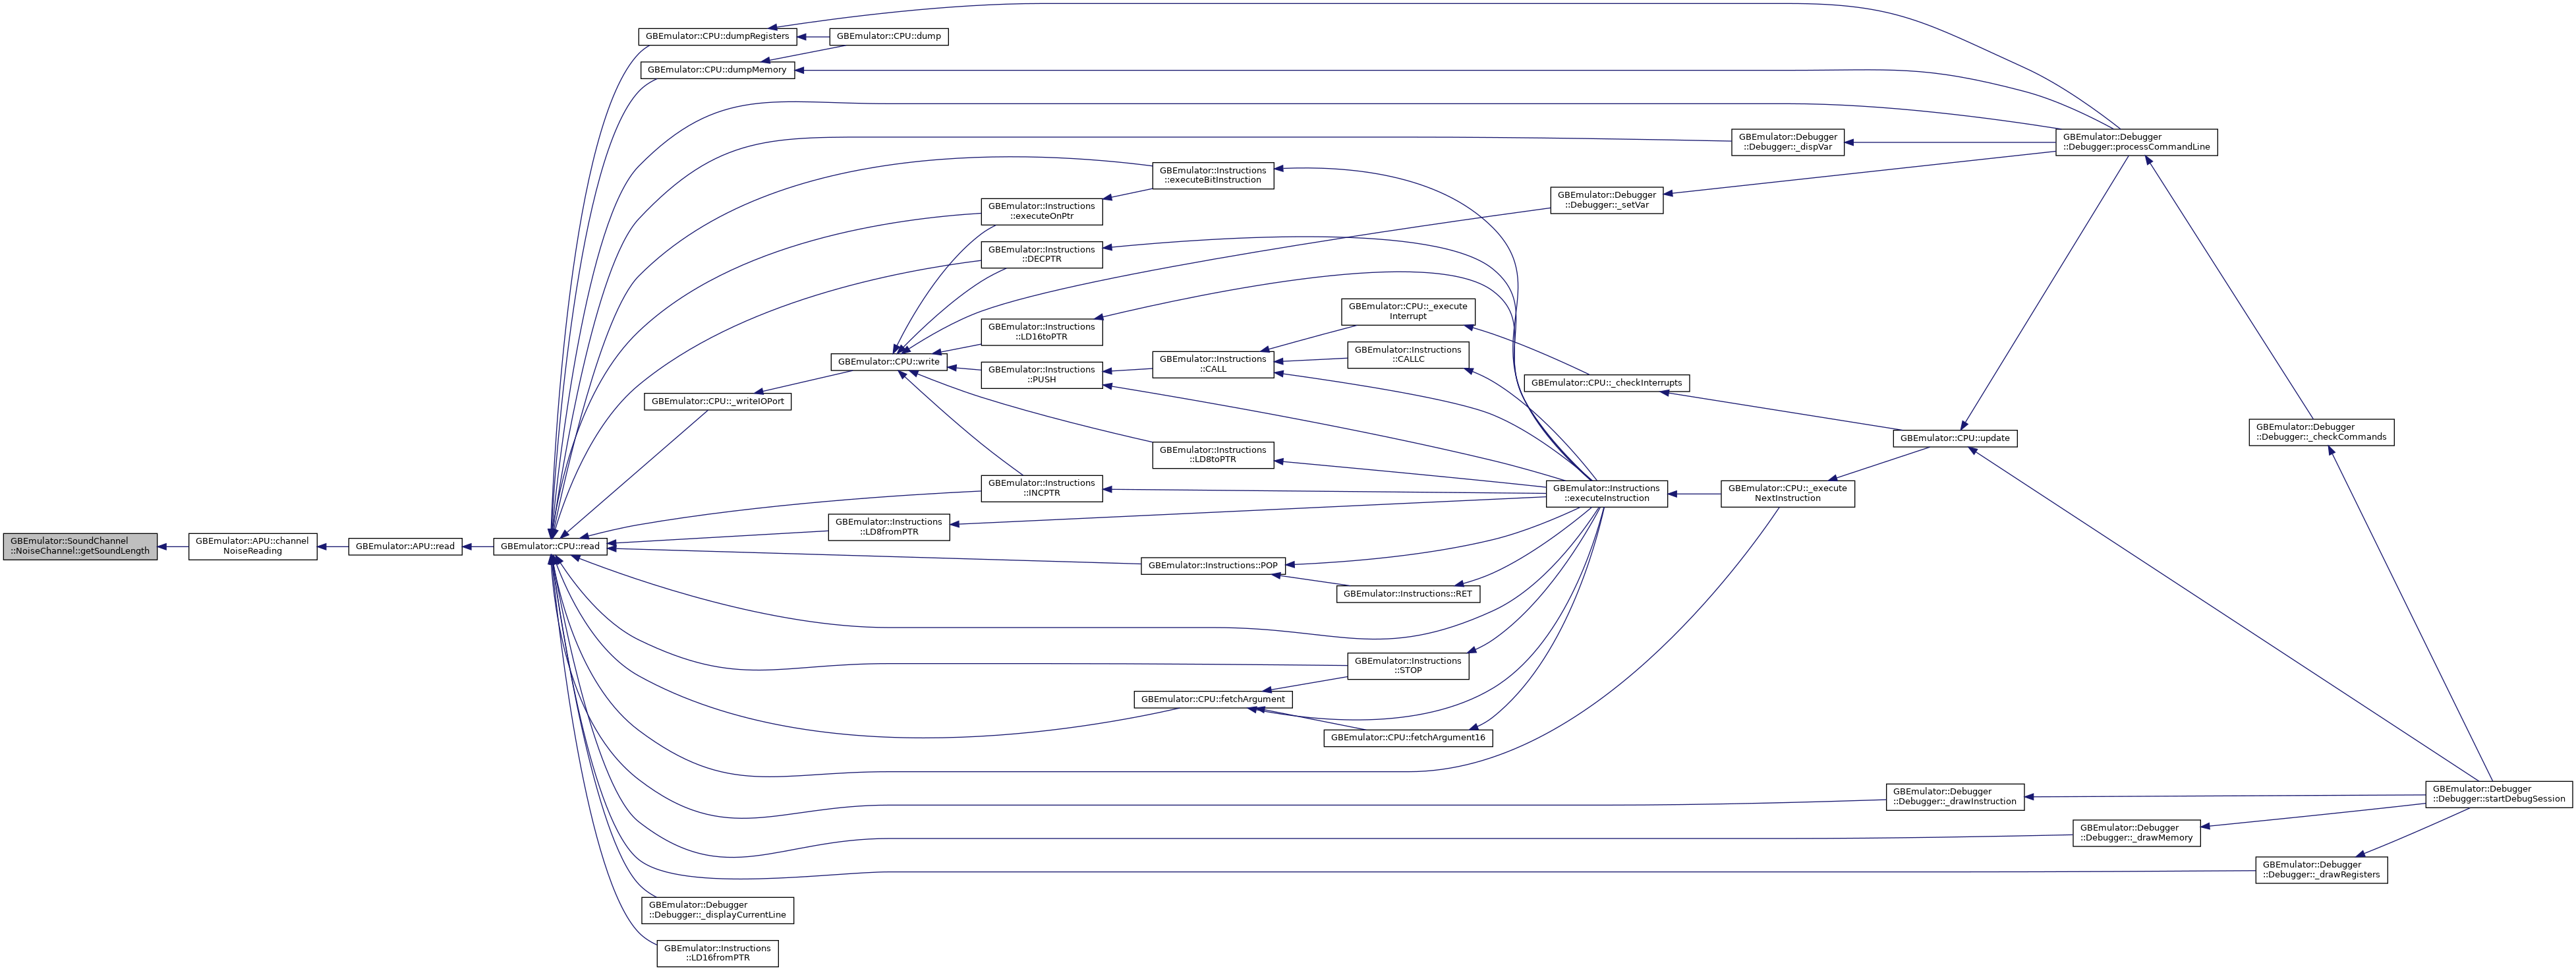 GBEmulator::SoundChannel
::NoiseChannel::getSoundLength
GBEmulator::APU::channel
NoiseReading
GBEmulator::APU::read
GBEmulator::CPU::read
GBEmulator::CPU::dumpRegisters
GBEmulator::CPU::dumpMemory
GBEmulator::CPU::dump
GBEmulator::CPU::_writeIOPort
GBEmulator::CPU::write
GBEmulator::Instructions
::executeOnPtr
GBEmulator::Instructions
::DECPTR
GBEmulator::Instructions
::LD16toPTR
GBEmulator::Instructions
::PUSH
GBEmulator::Instructions
::INCPTR
GBEmulator::Instructions
::LD8fromPTR
GBEmulator::Instructions
::executeBitInstruction
GBEmulator::Instructions
::CALL
GBEmulator::Instructions
::LD8toPTR
GBEmulator::Instructions::POP
GBEmulator::CPU::_execute
Interrupt
GBEmulator::Instructions
::CALLC
GBEmulator::Instructions::RET
GBEmulator::Instructions
::STOP
GBEmulator::CPU::fetchArgument
GBEmulator::CPU::fetchArgument16
GBEmulator::Debugger
::Debugger::_dispVar
GBEmulator::Debugger
::Debugger::_setVar
GBEmulator::CPU::_checkInterrupts
GBEmulator::Instructions
::executeInstruction
GBEmulator::CPU::_execute
NextInstruction
GBEmulator::CPU::update
GBEmulator::Debugger
::Debugger::processCommandLine
GBEmulator::Debugger
::Debugger::_checkCommands
GBEmulator::Debugger
::Debugger::_drawInstruction
GBEmulator::Debugger
::Debugger::_drawMemory
GBEmulator::Debugger
::Debugger::_drawRegisters
GBEmulator::Debugger
::Debugger::startDebugSession
GBEmulator::Debugger
::Debugger::_displayCurrentLine
GBEmulator::Instructions
::LD16fromPTR